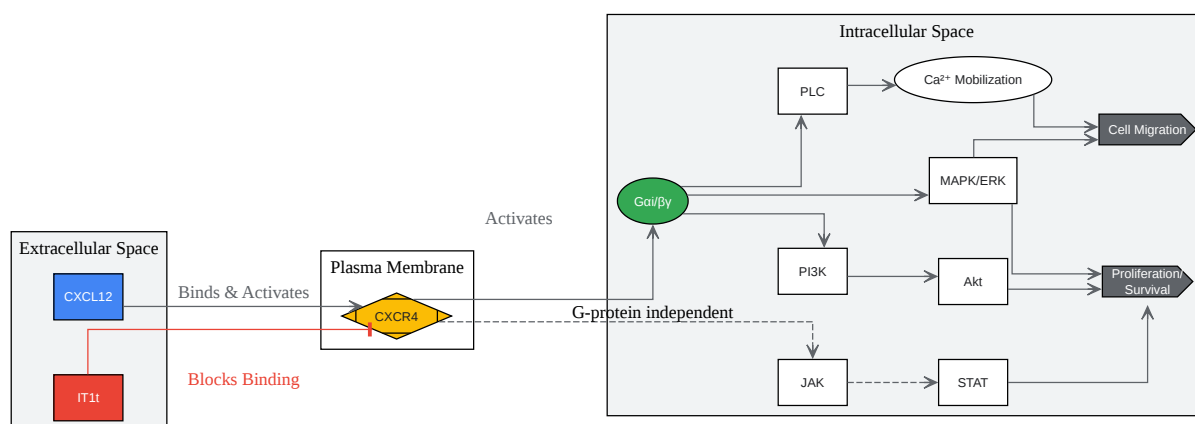 Intracellular Space
PLC
Ca²⁺ Mobilization
Cell Migration
MAPK/ERK
Gαi/βγ
Activates
Extracellular Space
Plasma Membrane
PI3K
Akt
Proliferation/
Survival
CXCL12
Binds & Activates
CXCR4
G-protein independent
Blocks Binding
IT1t
JAK
STAT